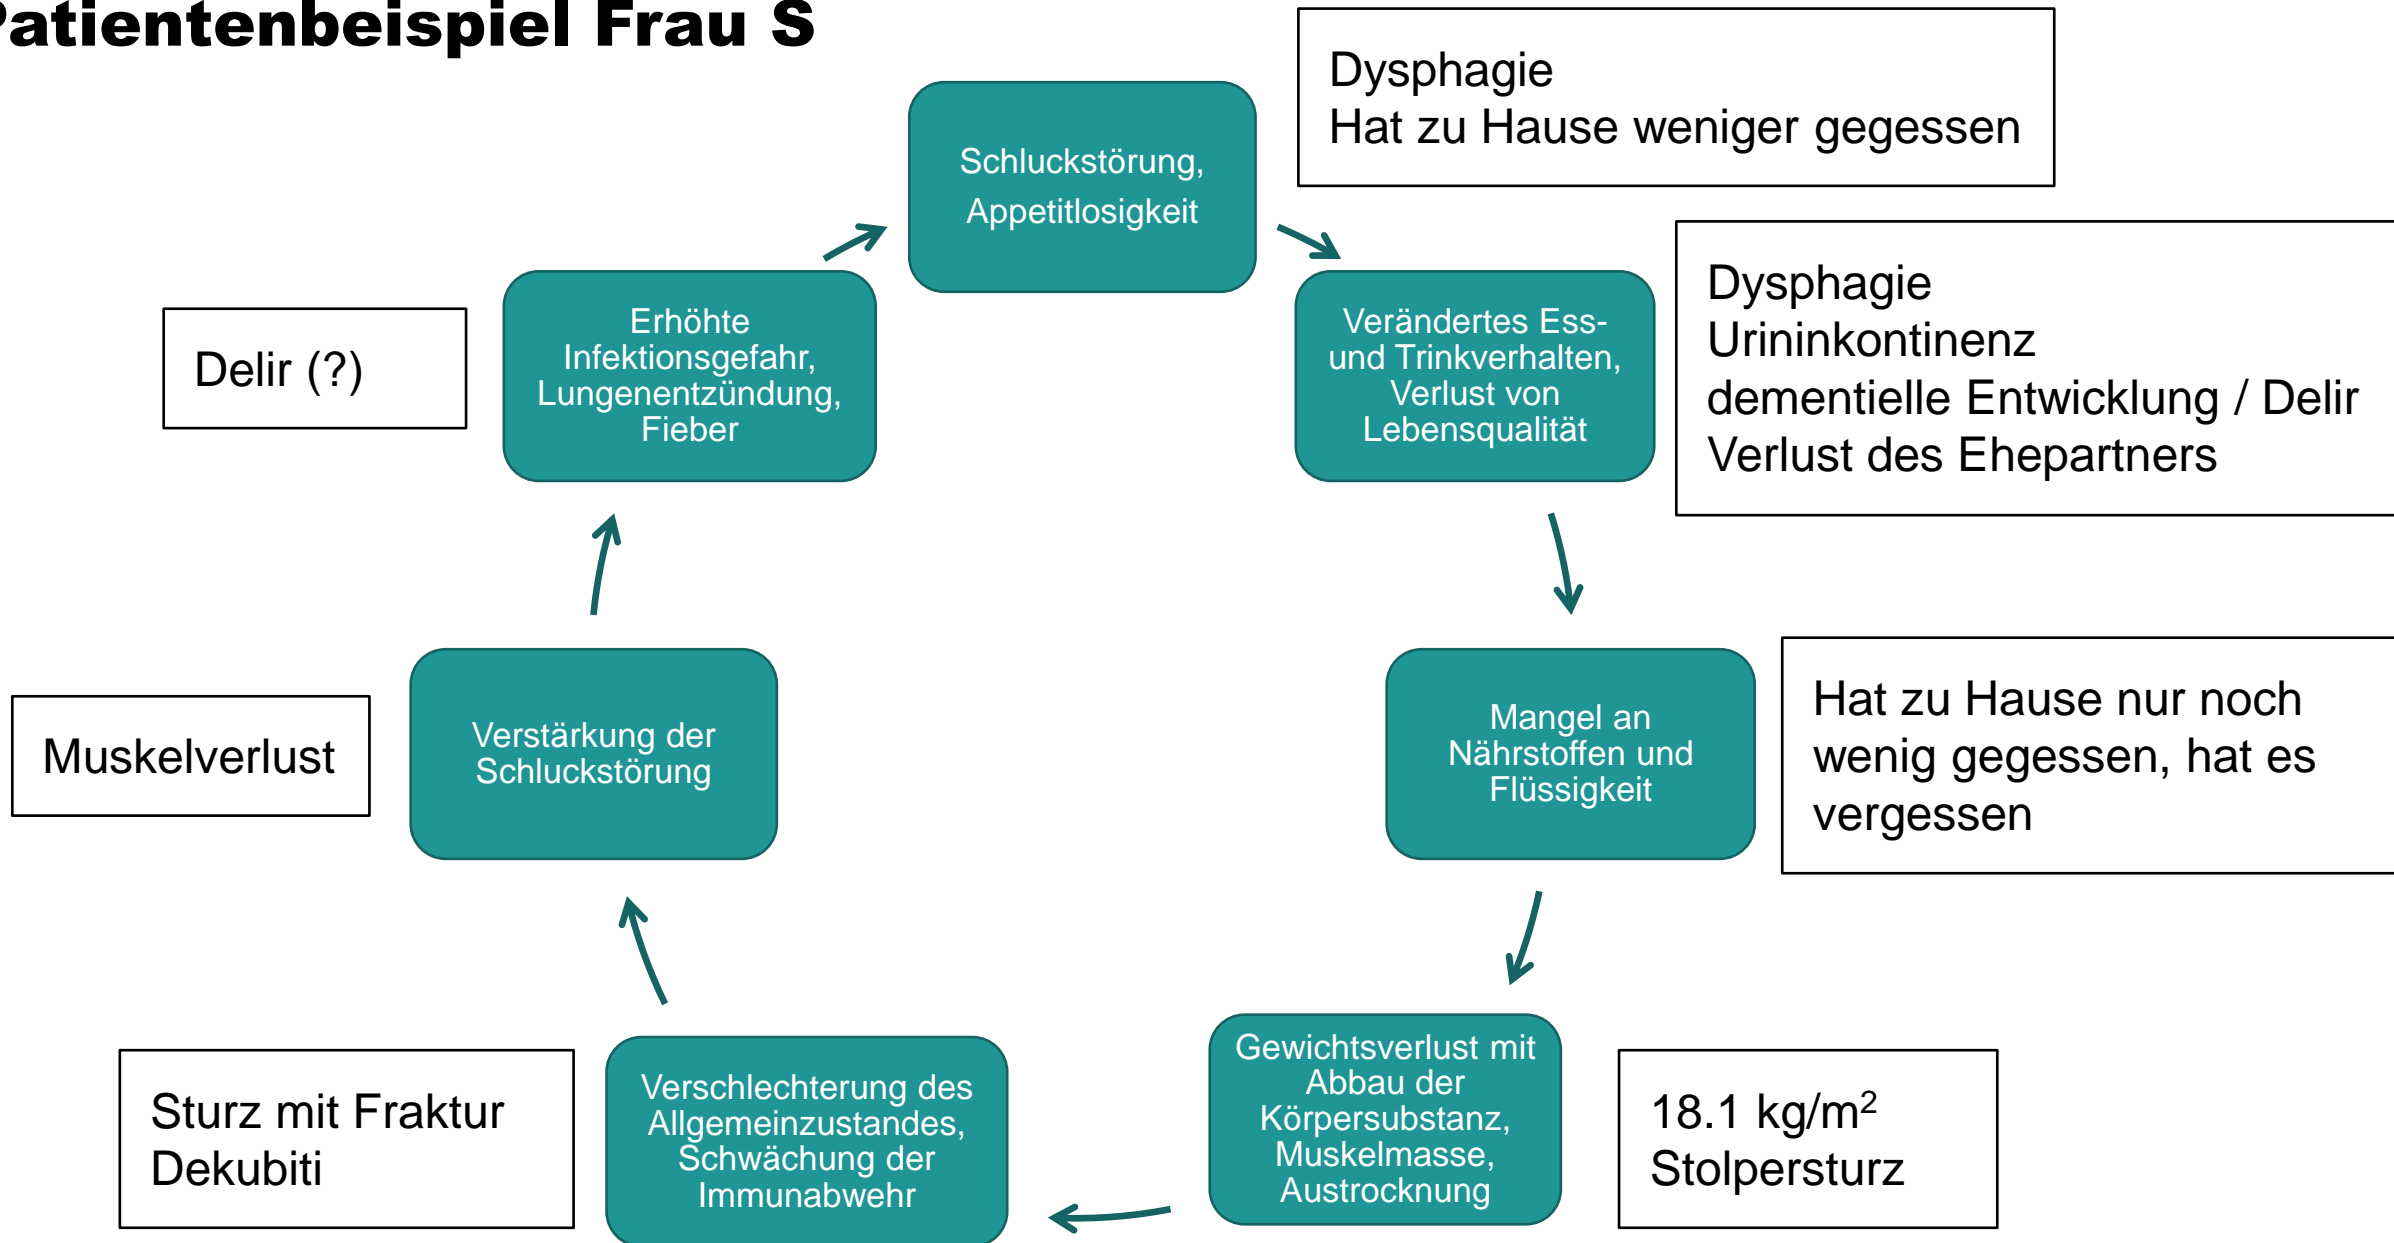 Patientenbeispiel Frau S
Dysphagie
Hat zu Hause weniger gegessen
Schluckstörung,
Appetitlosigkeit
Dysphagie
Urininkontinenz
dementielle Entwicklung / Delir
Verlust des Ehepartners
Verändertes Ess-
und Trinkverhalten,
Verlust von
Lebensqualität
Hat zu Hause nur noch
wenig gegessen, hat es
vergessen
Mangel an
Nährstoffen und
Flüssigkeit
18.1 kg/m²
Stolpersturz
Gewichtsverlust mit
Abbau der
Körpersubstanz,
Muskelmasse,
Austrocknung
Verschlechterung des
Allgemeinzustandes,
Schwächung der
Immunabwehr
Sturz mit Fraktur
Dekubiti
Verstärkung der
Schluckstörung
Muskelverlust
Erhöhte
Infektionsgefahr,
Lungenentzündung,
Fieber
Delir (?)